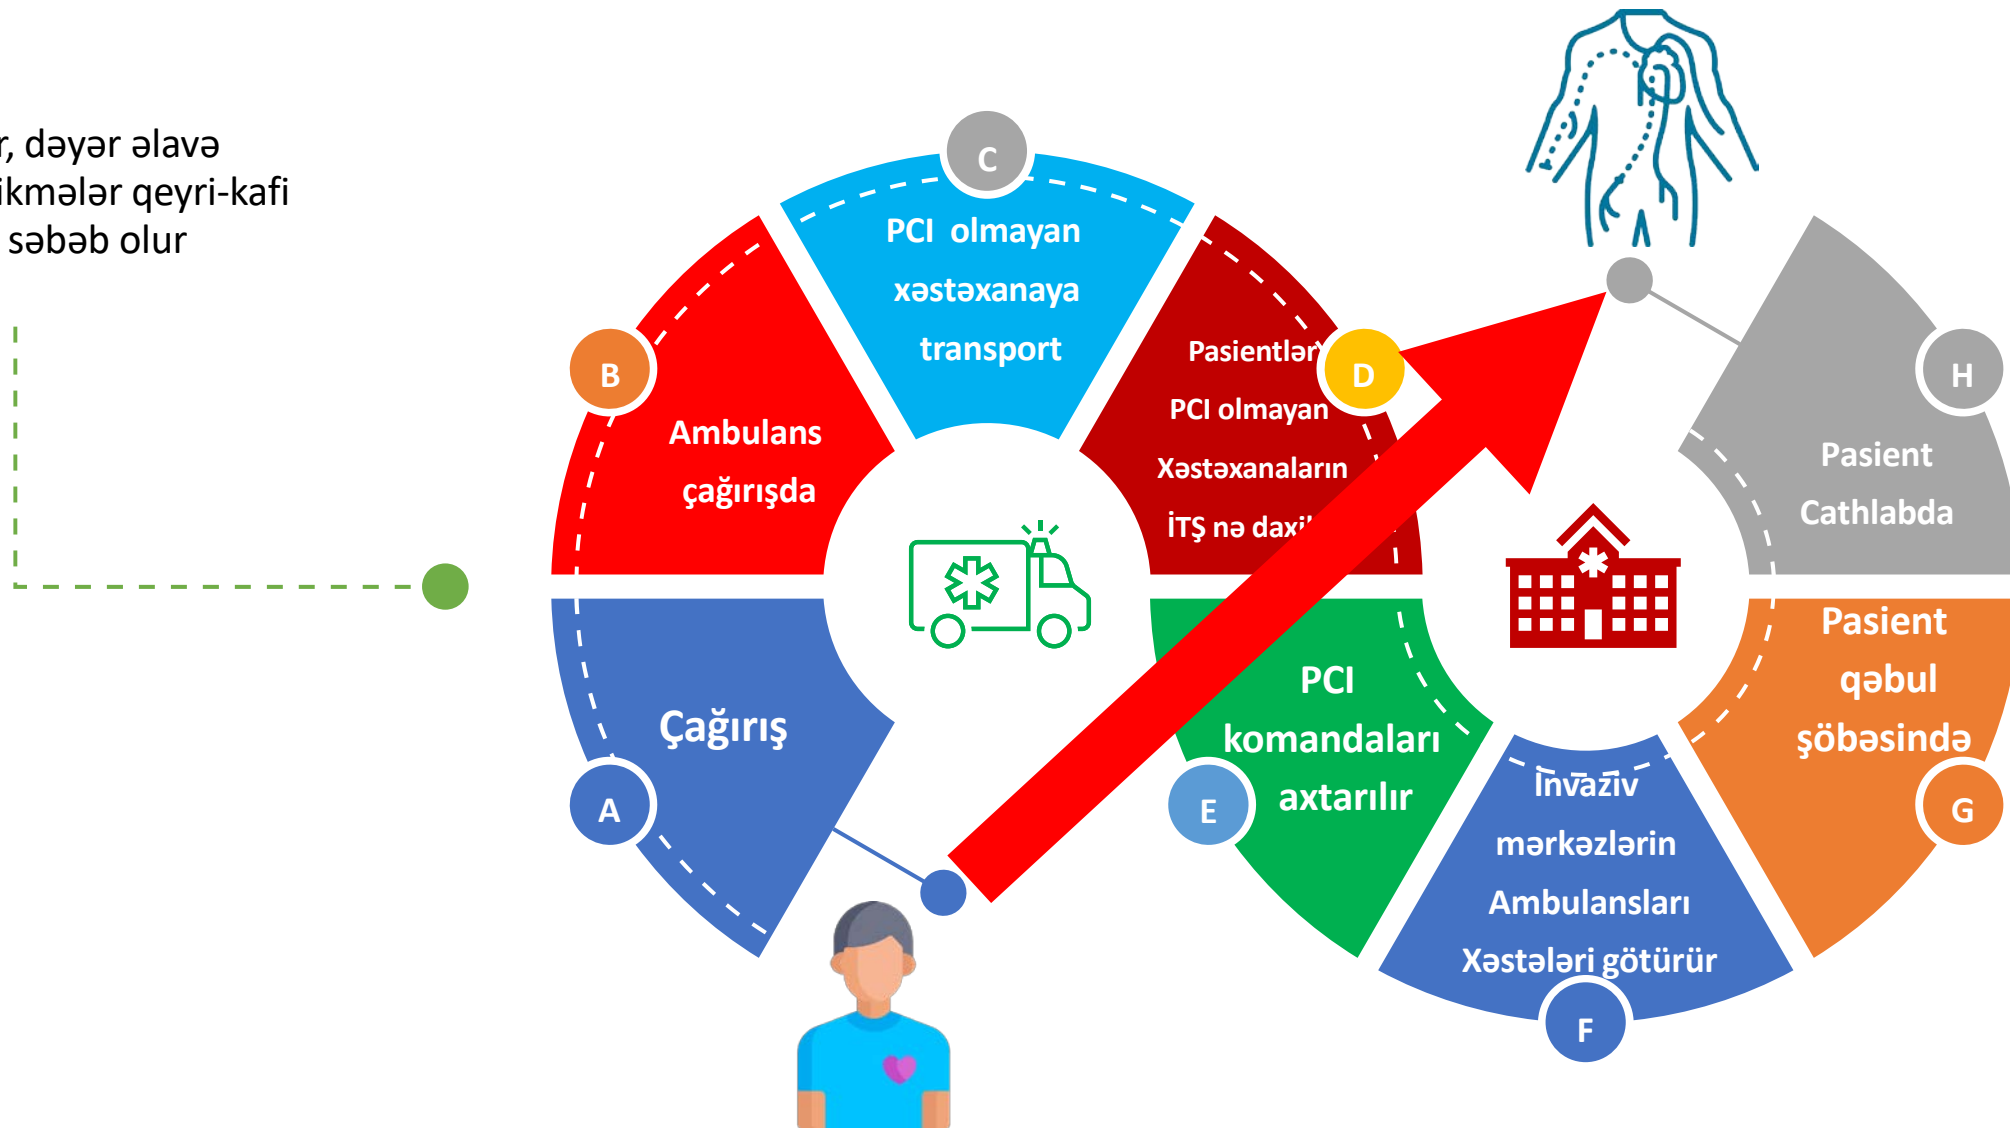 r, dəyər əlavə
ikmələr qeyri-kafi
səbəb olur
A
Çağırış
B
Ambulans
çağırışda
C
PCI olmayan
xəstəxanaya
transport
D
Pasientlər
PCI olmayan
Xəstəxanaların
İTŞ nə daxil
E
PCI
komandaları
axtarılır
F
İnvaziv
mərkəzlərin
Ambulansları
Xəstələri götürür
G
Pasient
qəbul
şöbəsində
H
Pasient
Cathlabda